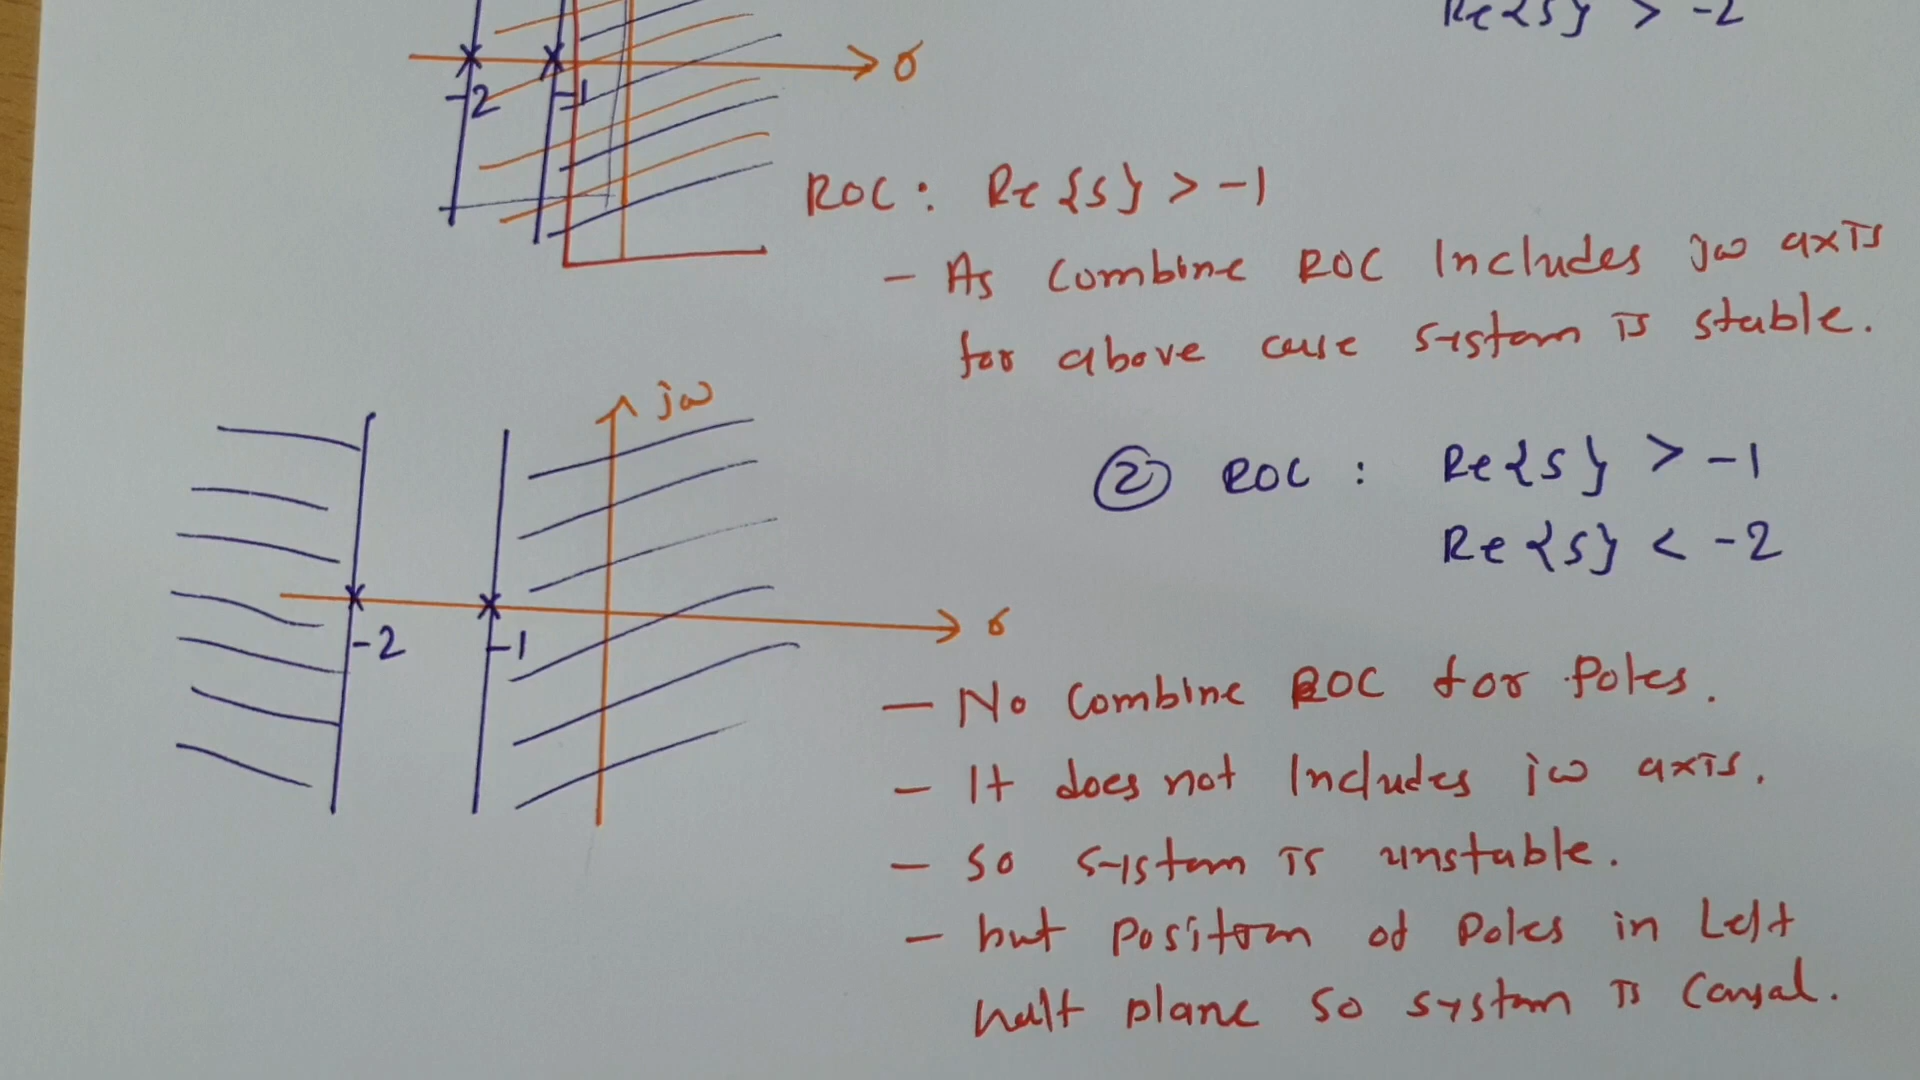 Re{s} > -2
σ
-2
-1
ROC : Re{s} > -1
- As Combine ROC Includes jω axis
for above case system is stable.
jω
② ROC : Re{s} > -1
Re{s} < -2
σ
-2
-1
- No Combine ROC for Poles.
- It does not Includes jω axis.
- So system is unstable.
- but Position of Poles in Left
half plane so system is Causal.